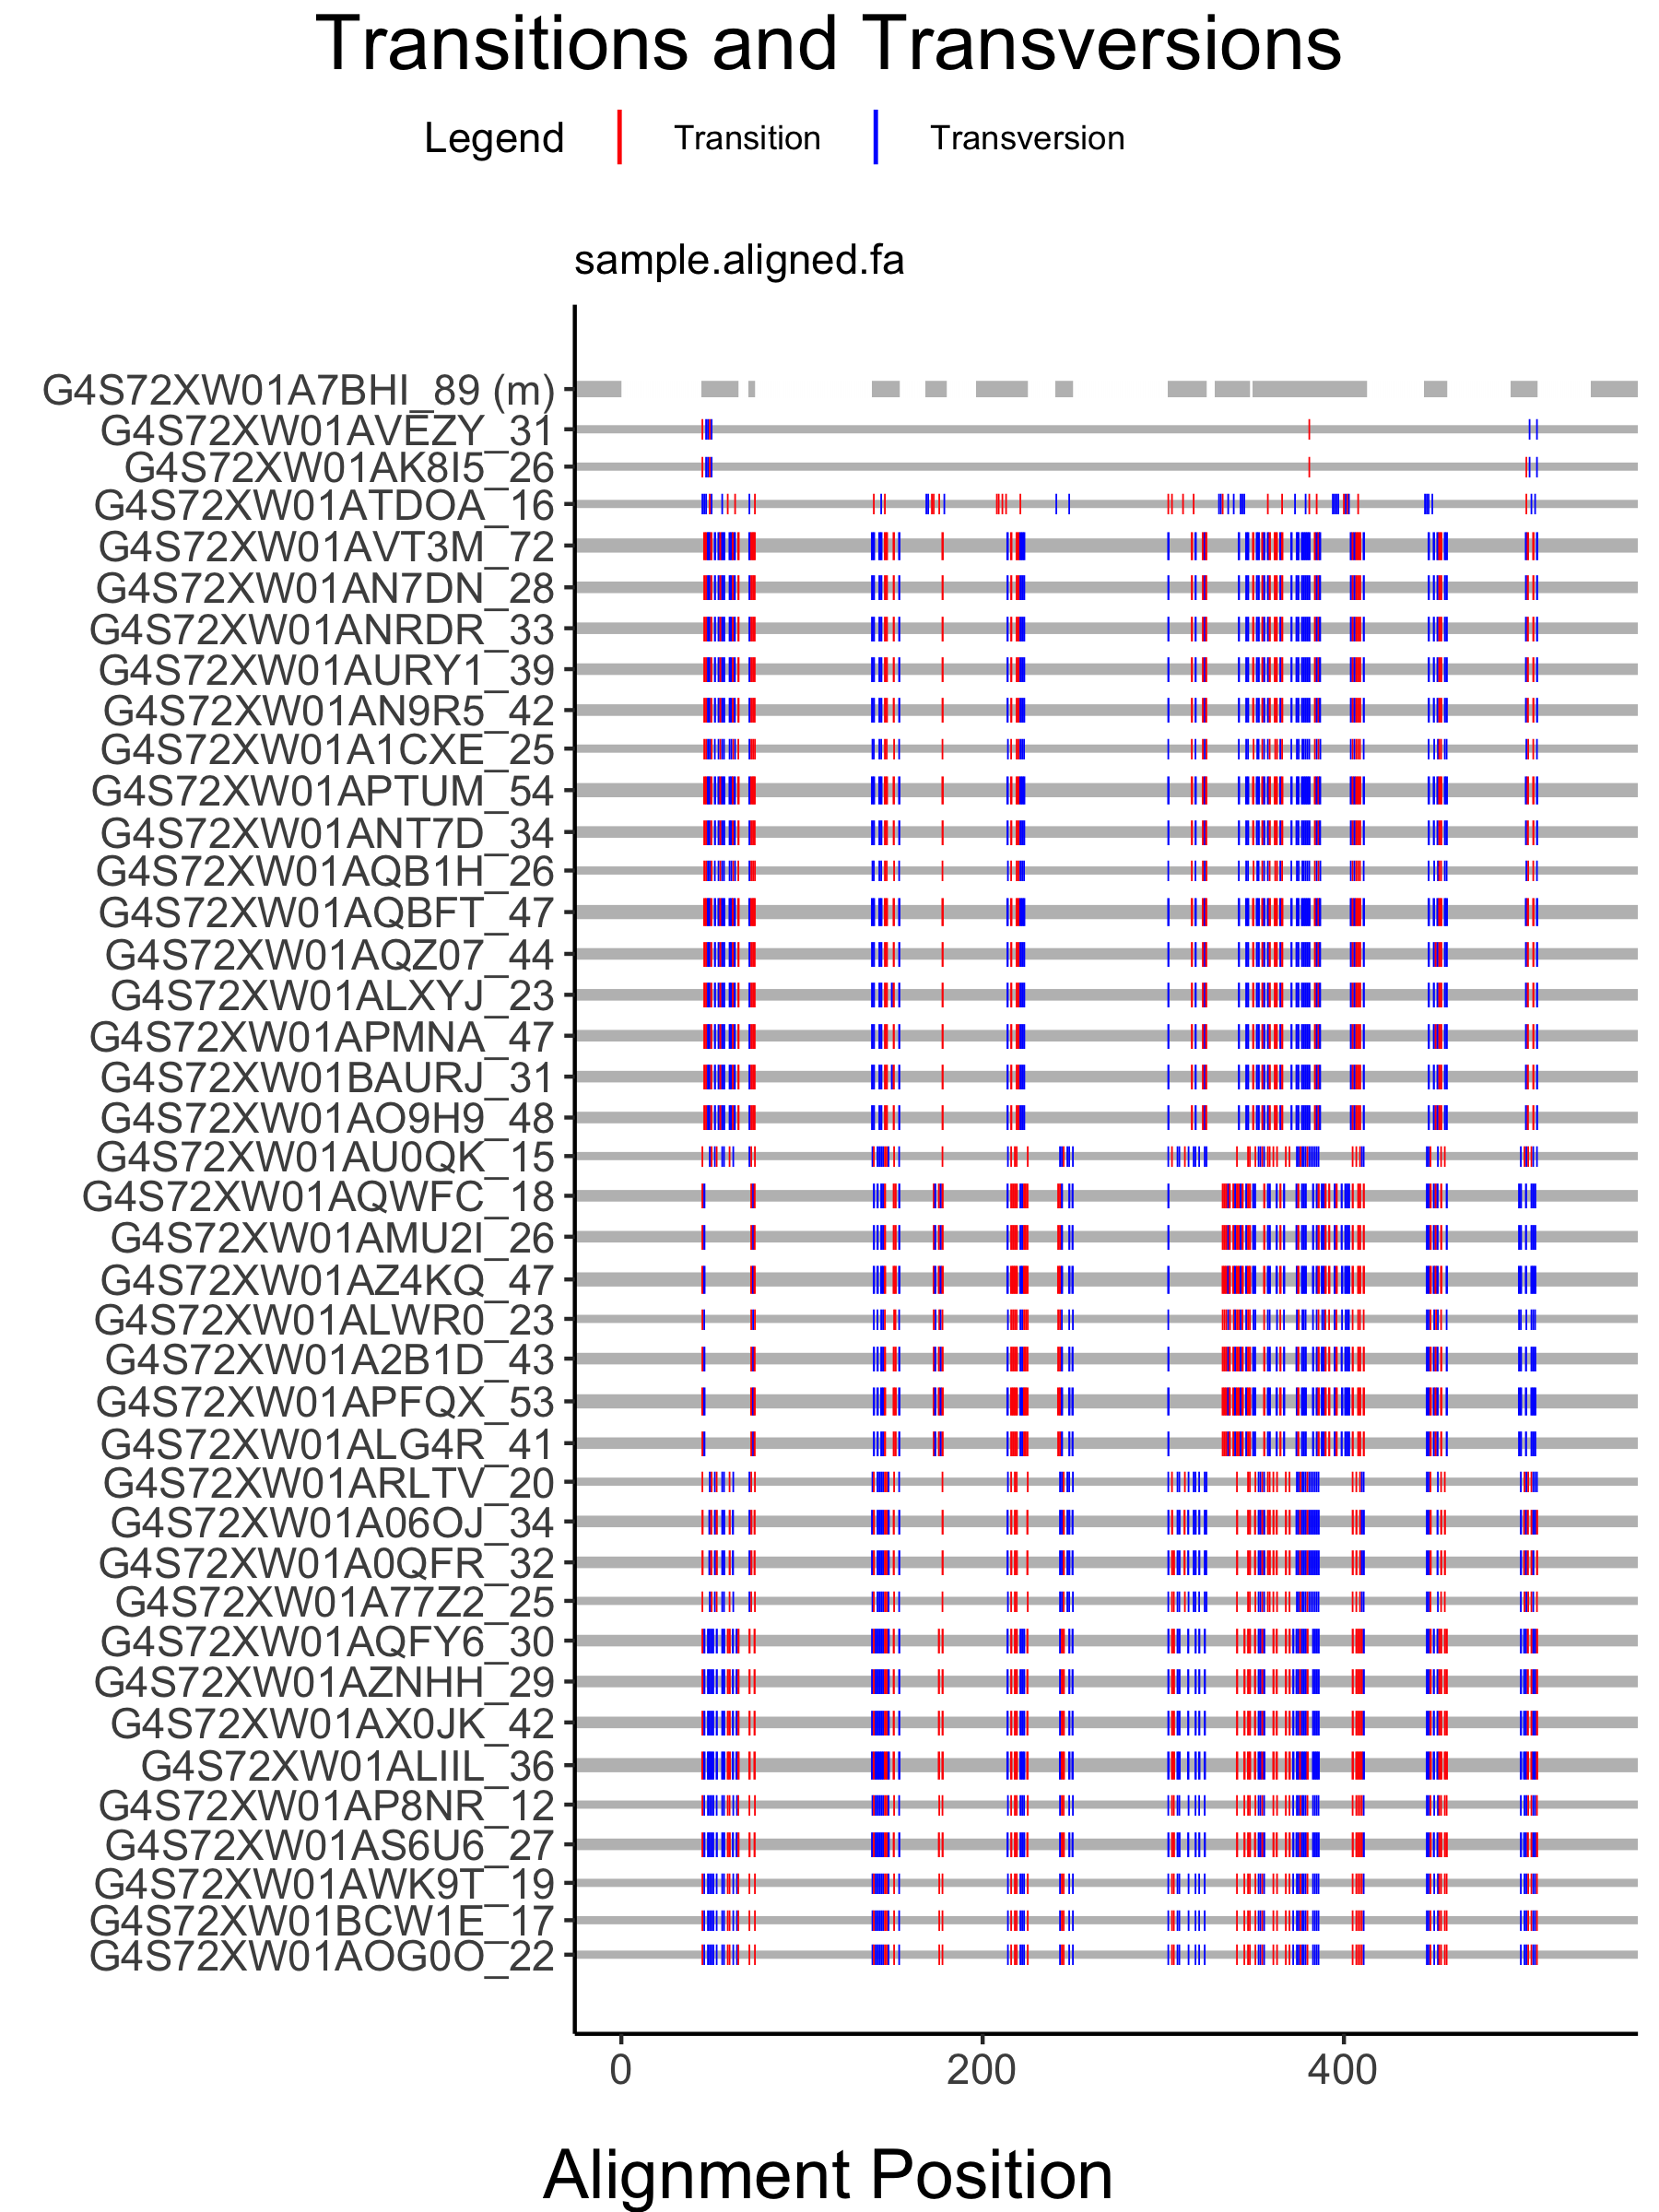 Transitions and Transversions
Legend Transition Transversion
sample.aligned.fa
G4S72XW01A7BHI_89 (m)
G4S72XW01AVEZY_31
G4S72XW01AK8I5_26
G4S72XW01ATDOA_16
G4S72XW01AVT3M_72
G4S72XW01AN7DN_28
G4S72XW01ANRDR_33
G4S72XW01AURY1_39
G4S72XW01AN9R5_42
G4S72XW01A1CXE_25
G4S72XW01APTUM_54
G4S72XW01ANT7D_34
G4S72XW01AQB1H_26
G4S72XW01AQBFT_47
G4S72XW01AQZ07_44
G4S72XW01ALXYJ_23
G4S72XW01APMNA_47
G4S72XW01BAURJ_31
G4S72XW01AO9H9_48
G4S72XW01AU0QK_15
G4S72XW01AQWFC_18
G4S72XW01AMU2I_26
G4S72XW01AZ4KQ_47
G4S72XW01ALWR0_23
G4S72XW01A2B1D_43
G4S72XW01APFQX_53
G4S72XW01ALG4R_41
G4S72XW01ARLTV_20
G4S72XW01A06OJ_34
G4S72XW01A0QFR_32
G4S72XW01A77Z2_25
G4S72XW01AQFY6_30
G4S72XW01AZNHH_29
G4S72XW01AX0JK_42
G4S72XW01ALIIL_36
G4S72XW01AP8NR_12
G4S72XW01AS6U6_27
G4S72XW01AWK9T_19
G4S72XW01BCW1E_17
G4S72XW01AOG0O_22
0 200 400
Alignment Position